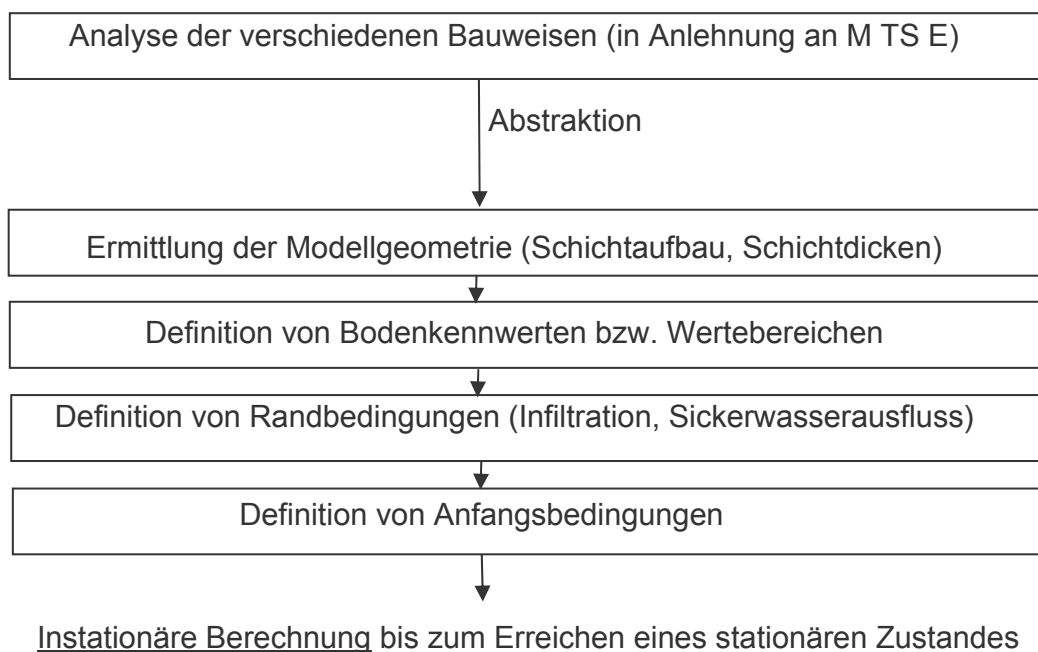 Analyse der verschiedenen Bauweisen (in Anlehnung an M TS E)
Abstraktion
Ermittlung der Modellgeometrie (Schichtaufbau, Schichtdicken)
Definition von Bodenkennwerten bzw. Wertebereichen
Definition von Randbedingungen (Infiltration, Sickerwasserausfluss)
Definition von Anfangsbedingungen
Instationäre Berechnung bis zum Erreichen eines stationären Zustandes